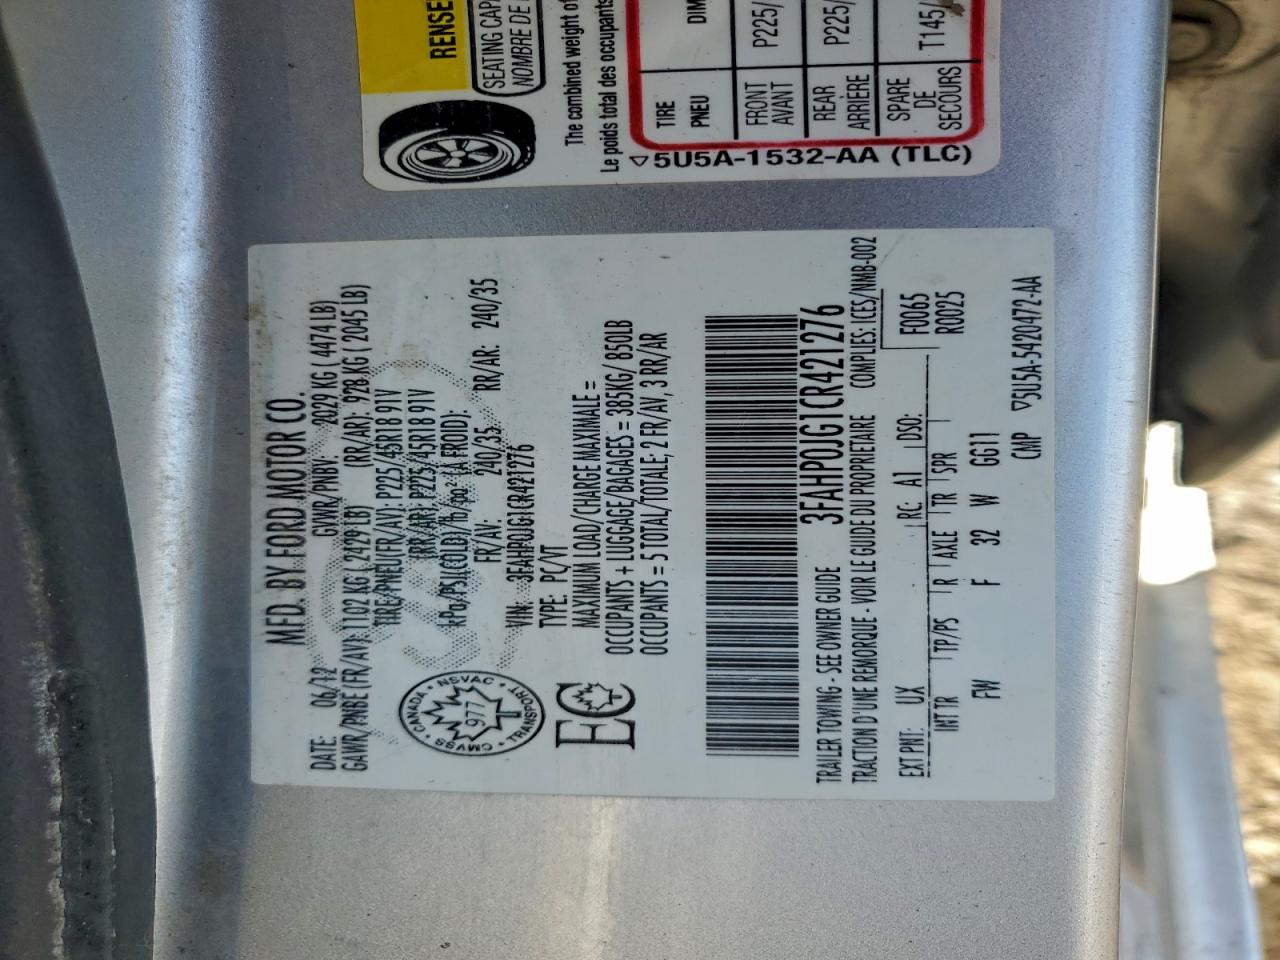 MFD. BY FORD MOTOR CO.
DATE: 06/12 GVWR/PNBV: 2029 KG ( 4474 LB)
GAWR/PNBE (FR/AV): 1102 KG ( 2429 LB) (RR/AR): 928 KG ( 2045 LB)
TIRE/PNEU(FR/AV): P225/45R18 91V
(RR/AR): P225/45R18 91V
kPa/PSI(COLD)/lb/po² (À FROID):
FR/AV: 240/35 RR/AR: 240/35
VIN: 3FAHP0JG1CR421276
TYPE: PC/VT
MAXIMUM LOAD/CHARGE MAXIMALE =
OCCUPANTS + LUGGAGE/BAGAGES = 385KG/ 850LB
OCCUPANTS = 5 TOTAL/TOTALE; 2 FR/AV, 3 RR/AR
CANADA • NSVAC • TRANSPORT • CMVSS
977
T
EC
3FAHP0JG1CR421276
TRAILER TOWING - SEE OWNER GUIDE COMPLIES: ICES/NMB-002
TRACTION D'UNE REMORQUE - VOIR LE GUIDE DU PROPRIETAIRE
EXT PNT: UX RC: A1 DSO: F0065
R0025
INT TR TP/PS R AXLE TR SPR
FW F 32 W GG11
CMP ▽5U5A-5420472-AA
RENSE
SEATING CAP
NOMBRE DE
The combined weight of
Le poids total des occupants
TIRE
PNEU
DIM
FRONT
AVANT
P225/
REAR
ARRIÈRE
P225/
SPARE
DE
SECOURS
T145/
▽5U5A-1532-AA (TLC)